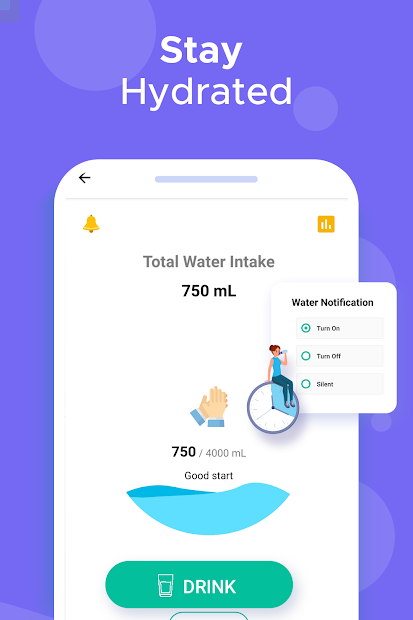 Stay
Hydrated
Total Water Intake
750 mL
Water Notification
Turn On
Turn Off
Silent
750 / 4000 mL
Good start
DRINK